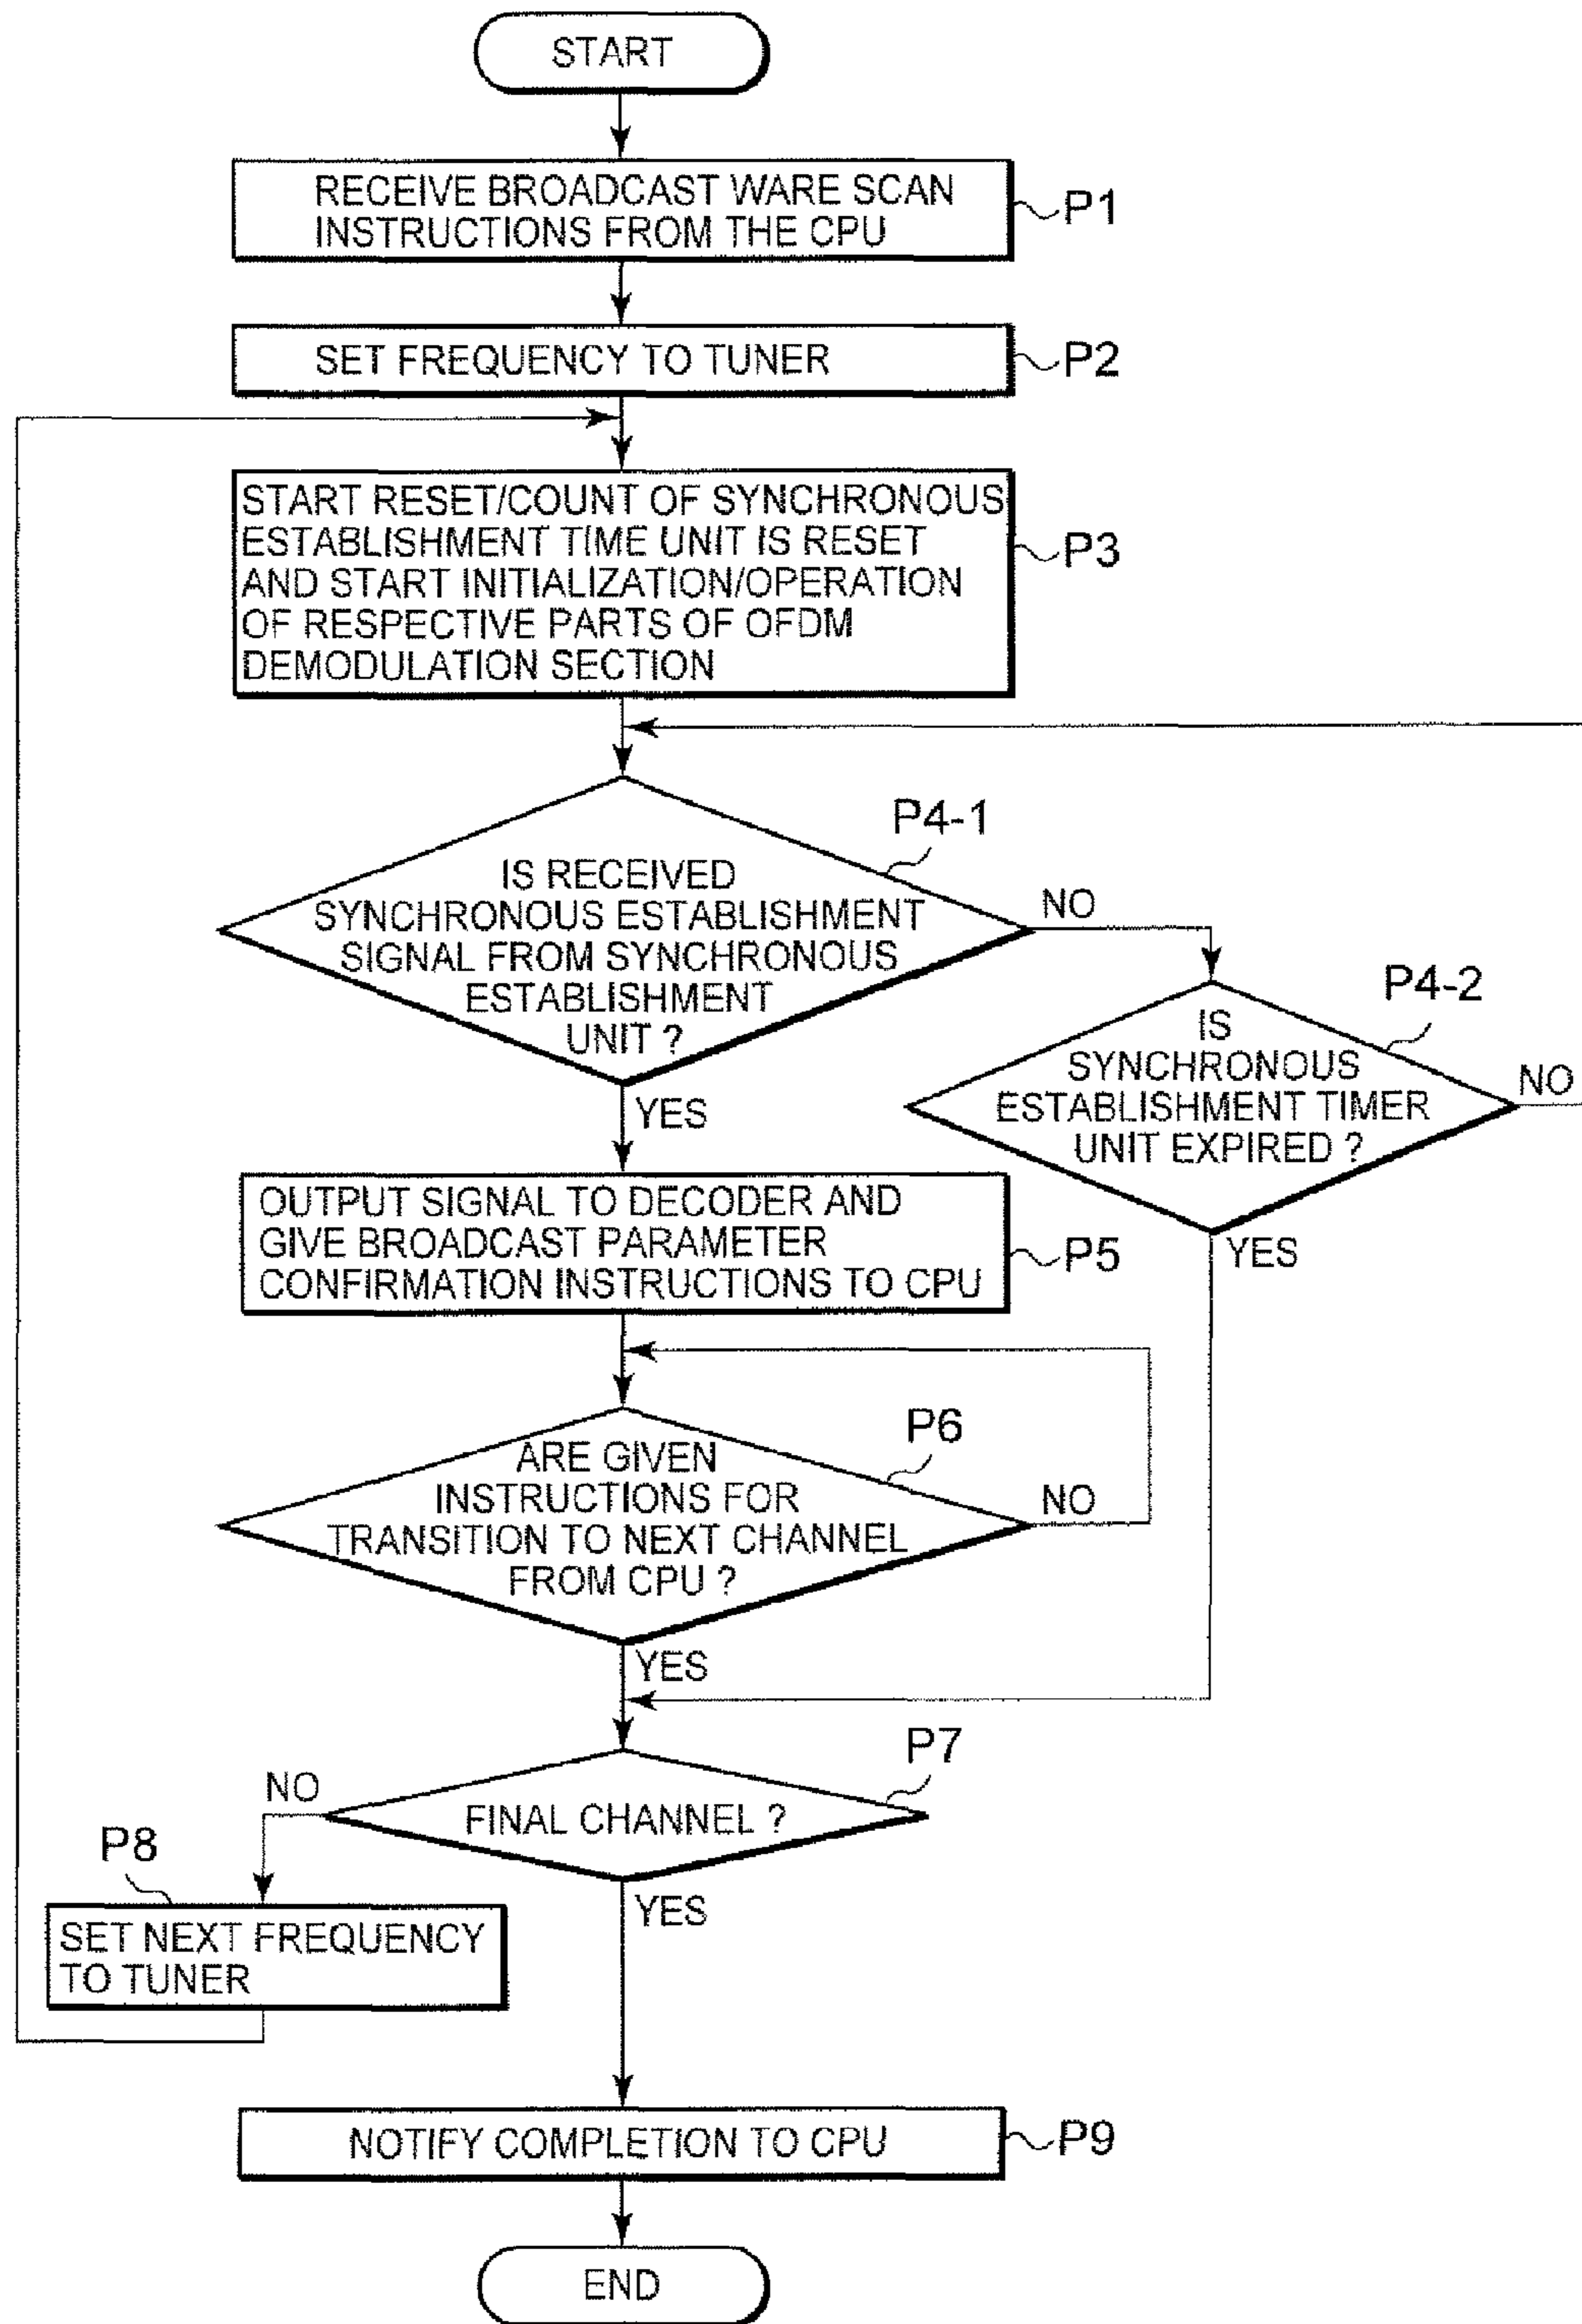 START
RECEIVE BROADCAST WARE SCAN
INSTRUCTIONS FROM THE CPU
P1
SET FREQUENCY TO TUNER
P2
START RESET/COUNT OF SYNCHRONOUS
ESTABLISHMENT TIME UNIT IS RESET
AND START INITIALIZATION/OPERATION
OF RESPECTIVE PARTS OF OFDM
DEMODULATION SECTION
P3
P4-1
IS RECEIVED
SYNCHRONOUS ESTABLISHMENT
SIGNAL FROM SYNCHRONOUS
ESTABLISHMENT
UNIT ?
NO
YES
P4-2
IS
SYNCHRONOUS
ESTABLISHMENT TIMER
UNIT EXPIRED ?
NO
YES
OUTPUT SIGNAL TO DECODER AND
GIVE BROADCAST PARAMETER
CONFIRMATION INSTRUCTIONS TO CPU
P5
P6
ARE GIVEN
INSTRUCTIONS FOR
TRANSITION TO NEXT CHANNEL
FROM CPU ?
NO
YES
P7
FINAL CHANNEL ?
NO
YES
P8
SET NEXT FREQUENCY
TO TUNER
NOTIFY COMPLETION TO CPU
P9
END